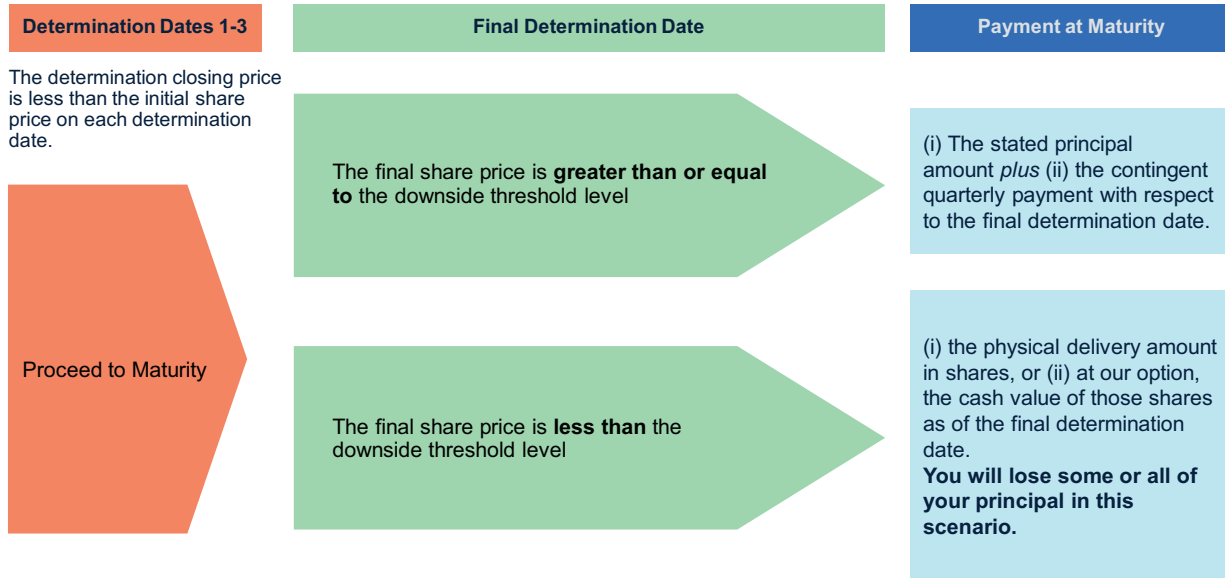 Determination Dates 1-3
Final Determination Date
Payment at Maturity
The determination closing price
is less than the initial share
price on each determination
date.
Proceed to Maturity
The final share price is greater than or equal
to the downside threshold level
(i) The stated principal
amount plus (ii) the contingent
quarterly payment with respect
to the final determination date.
The final share price is less than the
downside threshold level
(i) the physical delivery amount
in shares, or (ii) at our option,
the cash value of those shares
as of the final determination
date.
You will lose some or all of
your principal in this
scenario.